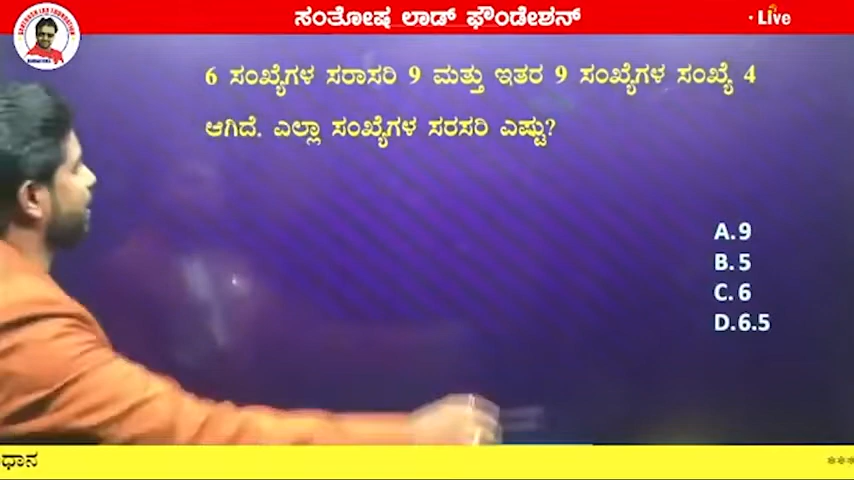 ಸಂತೋಷ ಲಾಡ್ ಫೌಂಡೇಶನ್
Live
6 ಸಂಖ್ಯೆಗಳ ಸರಾಸರಿ 9 ಮತ್ತು ಇತರ 9 ಸಂಖ್ಯೆಗಳ ಸಂಖ್ಯೆ 4
ಆಗಿದೆ. ಎಲ್ಲಾ ಸಂಖ್ಯೆಗಳ ಸರಸರಿ ಎಷ್ಟು?
A. 9
B. 5
C. 6
D. 6.5